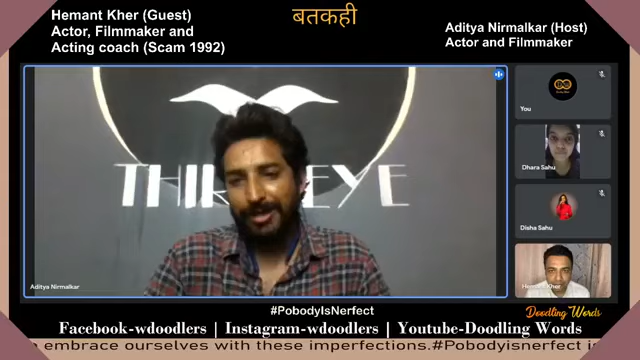 Hemant Kher (Guest)
Actor, Filmmaker and
Acting coach (Scam 1992)
बतकही
Aditya Nirmalkar (Host)
Actor and Filmmaker
You
Dhara Sahu
Disha Sahu
EYE
Aditya Nirmalkar
#PobodyIsNerfect
Doodling Words
Facebook-wdoodlers | Instagram-wdoodlers | Youtube-Doodling Words
embrace ourselves with these imperfections.#Pobodyisnerfect